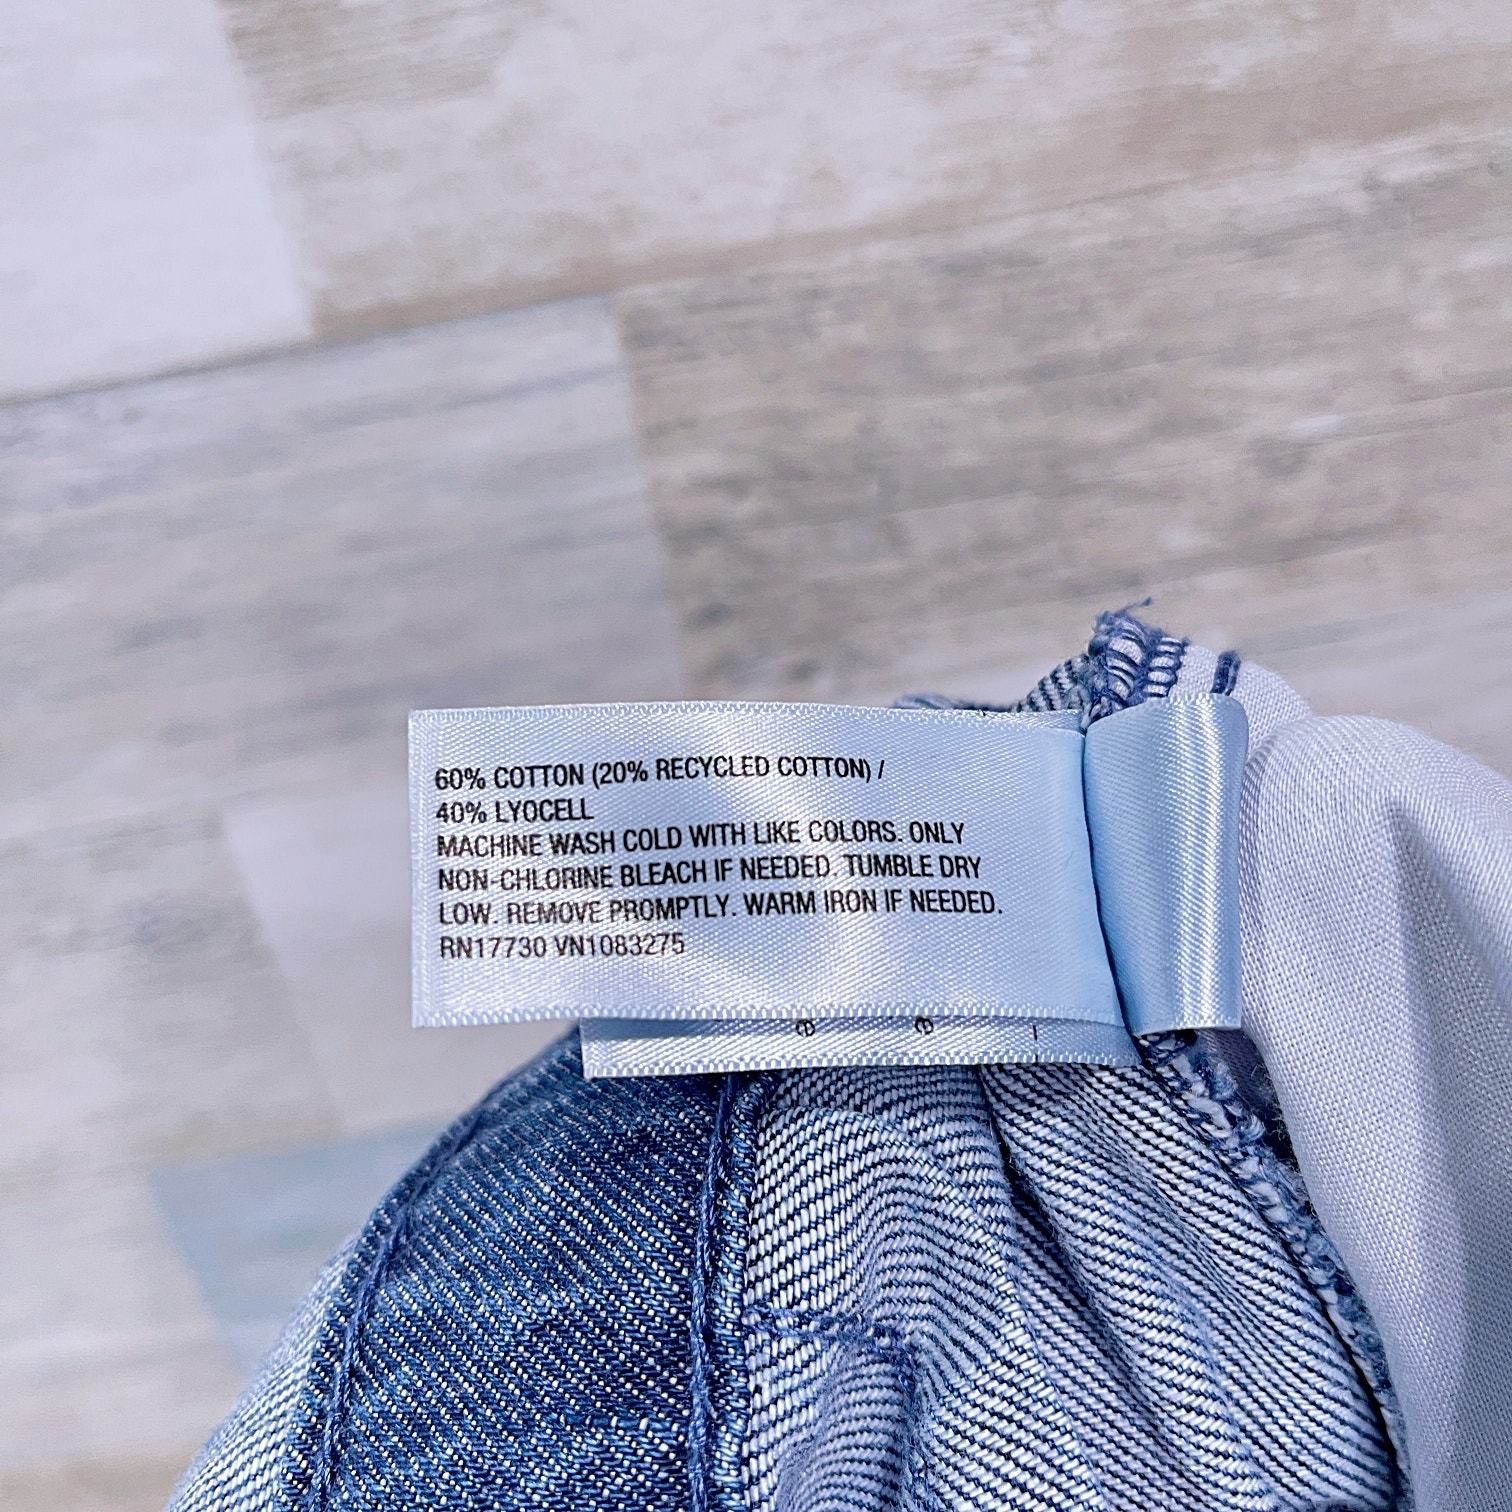 60% COTTON (20% RECYCLED COTTON) /
40% LYOCELL
MACHINE WASH COLD WITH LIKE COLORS. ONLY
NON-CHLORINE BLEACH IF NEEDED. TUMBLE DRY
LOW. REMOVE PROMPTLY. WARM IRON IF NEEDED.
RN17730 VN1083275